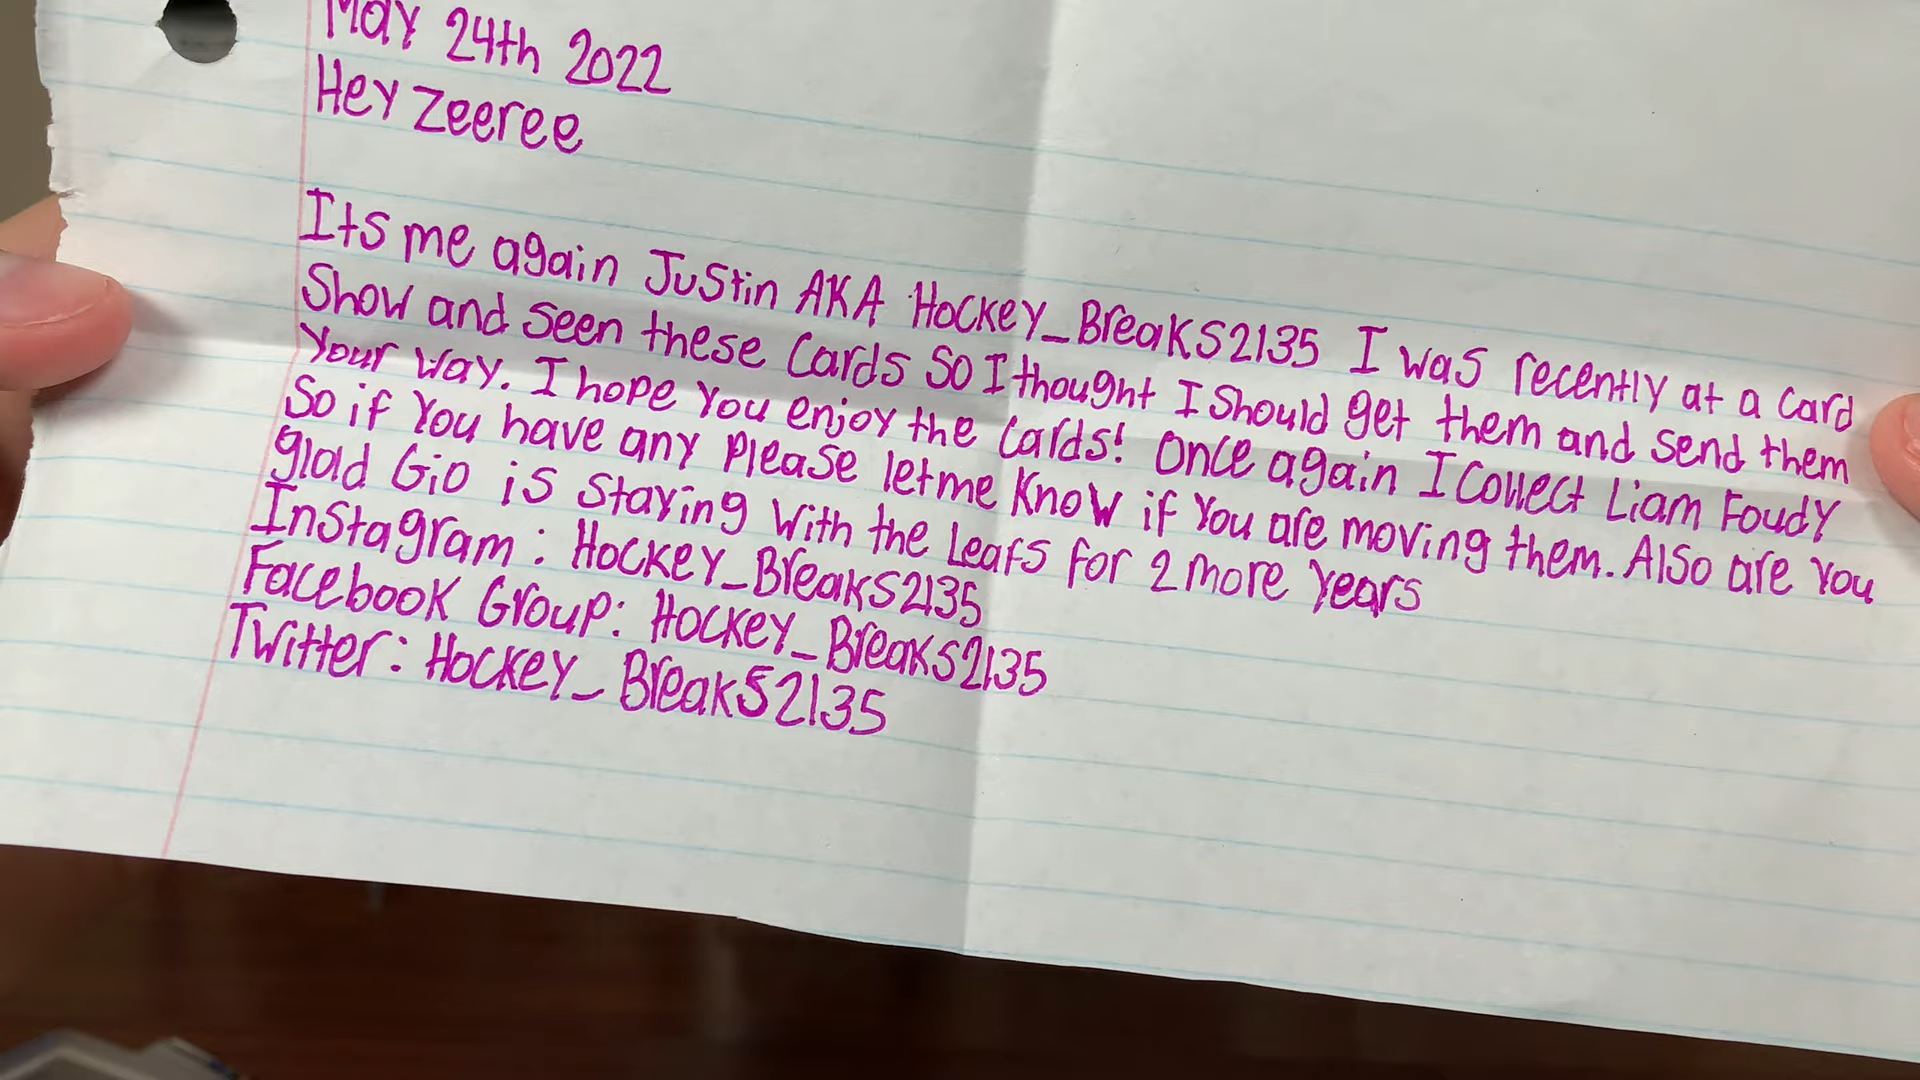 May 24th 2022
Hey Zeeree
Its me again Justin AKA Hockey_Breaks2135 I was recently at a card
Show and seen these cards so I thought I should get them and send them
your way. I hope you enjoy the cards! Once again I collect Liam Foudy
So if you have any please let me know if you are moving them. Also are you
glad Gio is staying with the Leafs for 2 more years
Instagram: Hockey_Breaks2135
Facebook Group: Hockey_Breaks2135
Twitter: Hockey_Breaks2135